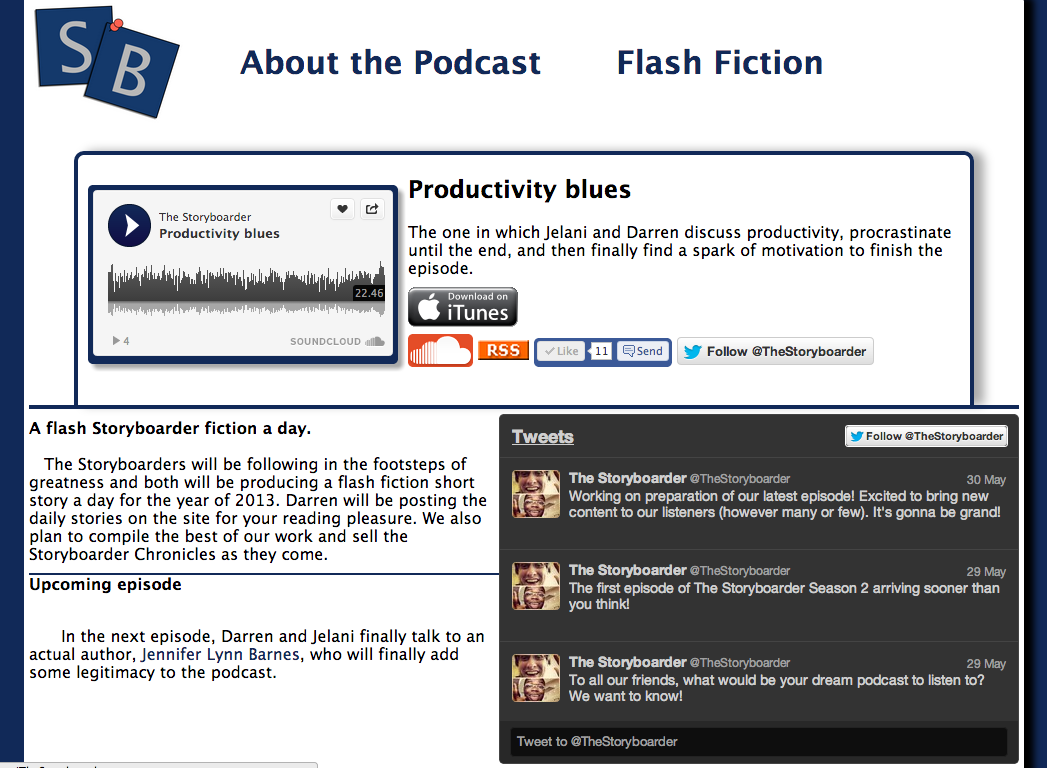 S B
About the Podcast
Flash Fiction
The Storyboarder
Productivity blues
22.46
4
SOUNDCLOUD
Productivity blues
The one in which Jelani and Darren discuss productivity, procrastinate
until the end, and then finally find a spark of motivation to finish the
episode.
Download on
iTunes
RSS
Like
11
Send
Follow @TheStoryboarder
A flash Storyboarder fiction a day.
The Storyboarders will be following in the footsteps of
greatness and both will be producing a flash fiction short
story a day for the year of 2013. Darren will be posting the
daily stories on the site for your reading pleasure. We also
plan to compile the best of our work and sell the
Storyboarder Chronicles as they come.
Upcoming episode
In the next episode, Darren and Jelani finally talk to an
actual author, Jennifer Lynn Barnes, who will finally add
some legitimacy to the podcast.
Tweets
Follow @TheStoryboarder
The Storyboarder @TheStoryboarder 30 May
Working on preparation of our latest episode! Excited to bring new
content to our listeners (however many or few). It's gonna be grand!
The Storyboarder @TheStoryboarder 29 May
The first episode of The Storyboarder Season 2 arriving sooner than
you think!
The Storyboarder @TheStoryboarder 29 May
To all our friends, what would be your dream podcast to listen to?
We want to know!
Tweet to @TheStoryboarder